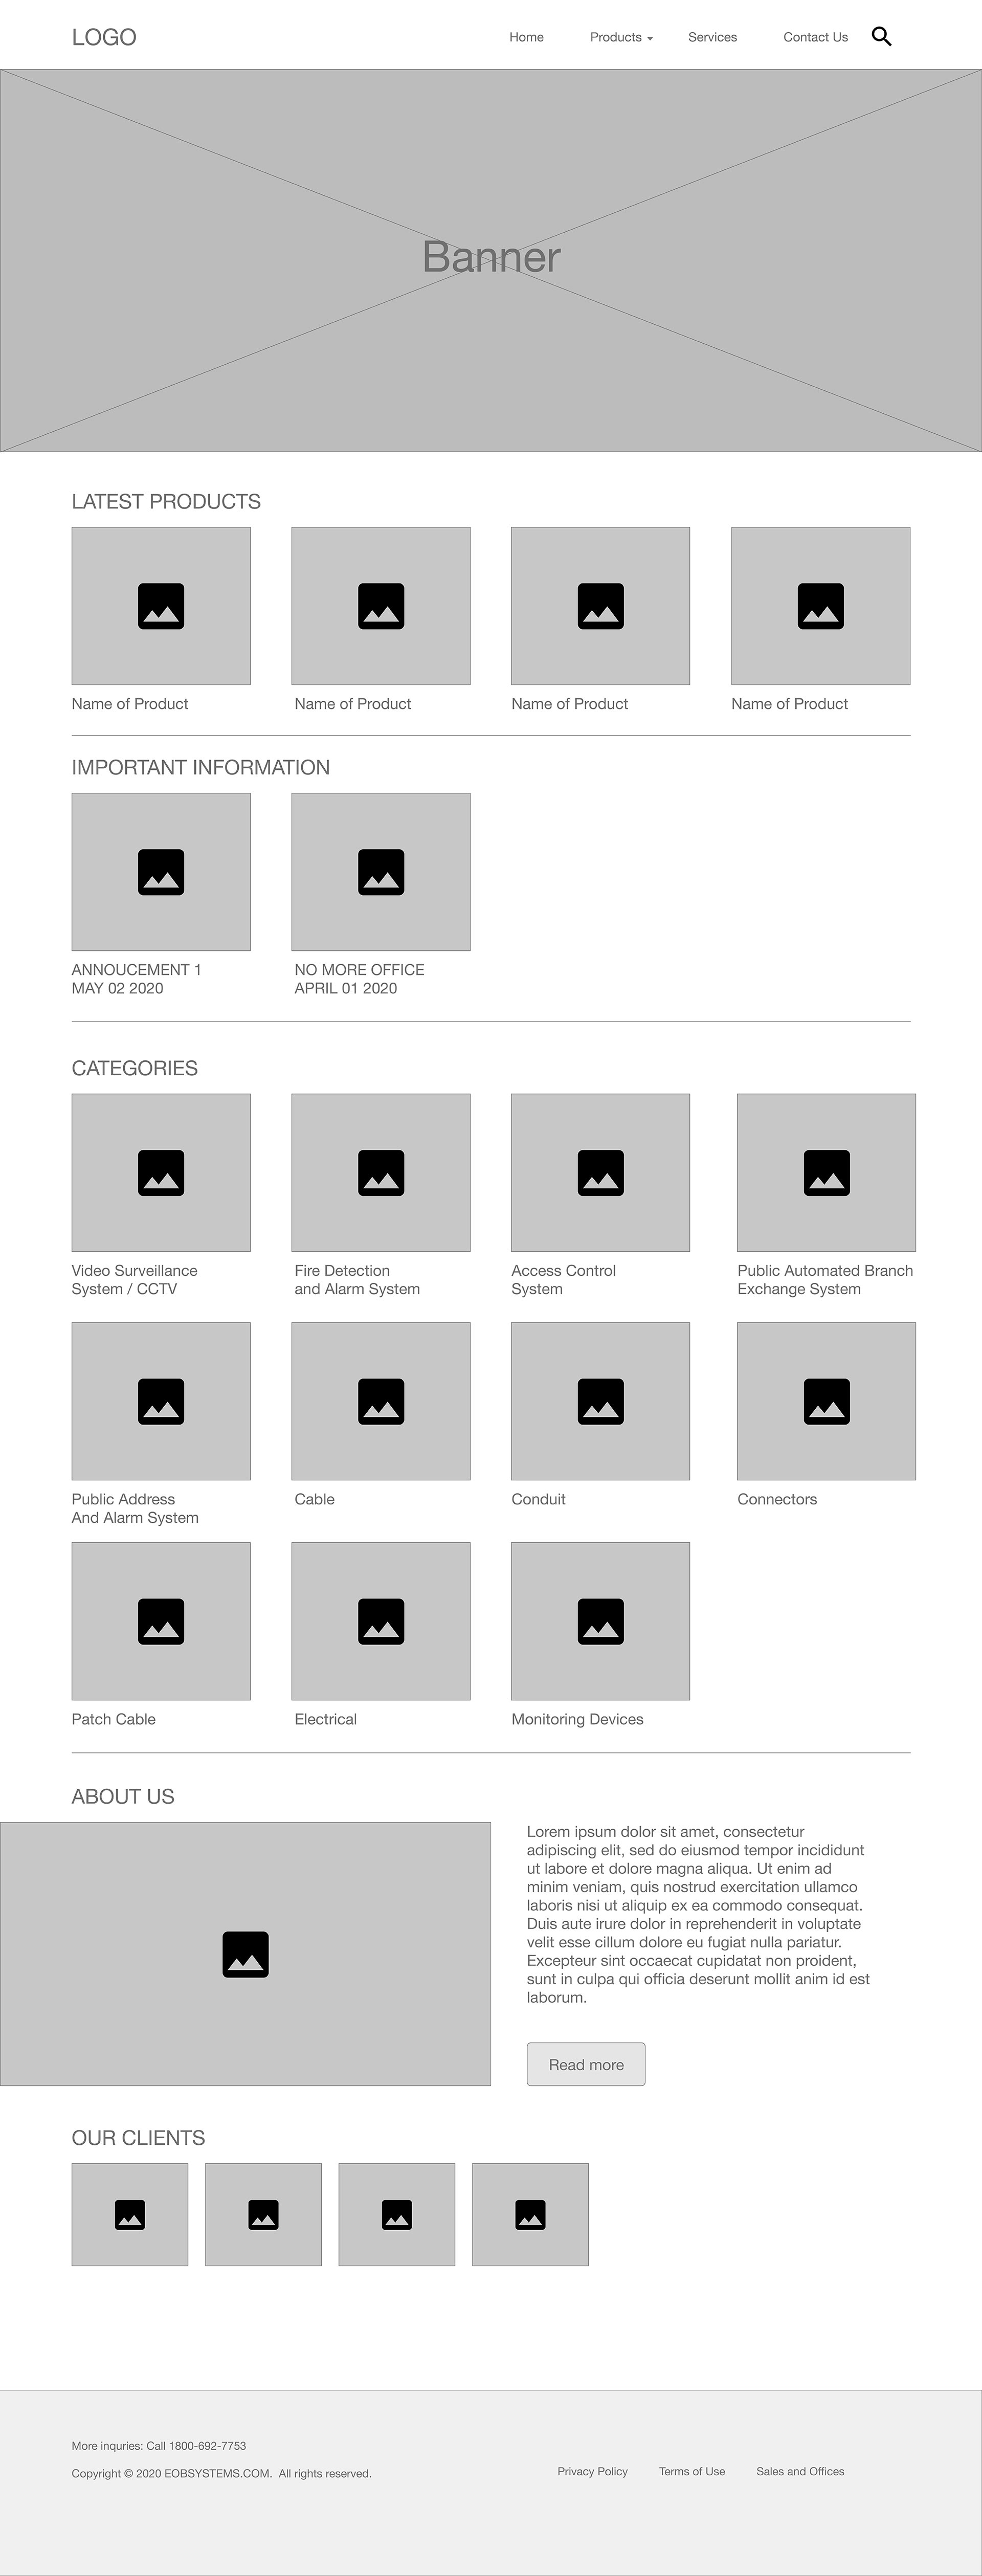 LOGO
Home Products Services Contact Us
Banner
LATEST PRODUCTS
Name of Product
Name of Product
Name of Product
Name of Product
IMPORTANT INFORMATION
ANNOUCEMENT 1
MAY 02 2020
NO MORE OFFICE
APRIL 01 2020
CATEGORIES
Video Surveillance
System / CCTV
Fire Detection
and Alarm System
Access Control
System
Public Automated Branch
Exchange System
Public Address
And Alarm System
Cable
Conduit
Connectors
Patch Cable
Electrical
Monitoring Devices
ABOUT US
Lorem ipsum dolor sit amet, consectetur
adipiscing elit, sed do eiusmod tempor incididunt
ut labore et dolore magna aliqua. Ut enim ad
minim veniam, quis nostrud exercitation ullamco
laboris nisi ut aliquip ex ea commodo consequat.
Duis aute irure dolor in reprehenderit in voluptate
velit esse cillum dolore eu fugiat nulla pariatur.
Excepteur sint occaecat cupidatat non proident,
sunt in culpa qui officia deserunt mollit anim id est
laborum.
Read more
OUR CLIENTS
More inquries: Call 1800-692-7753
Copyright © 2020 EOBSYSTEMS.COM.  All rights reserved.
Privacy Policy Terms of Use Sales and Offices